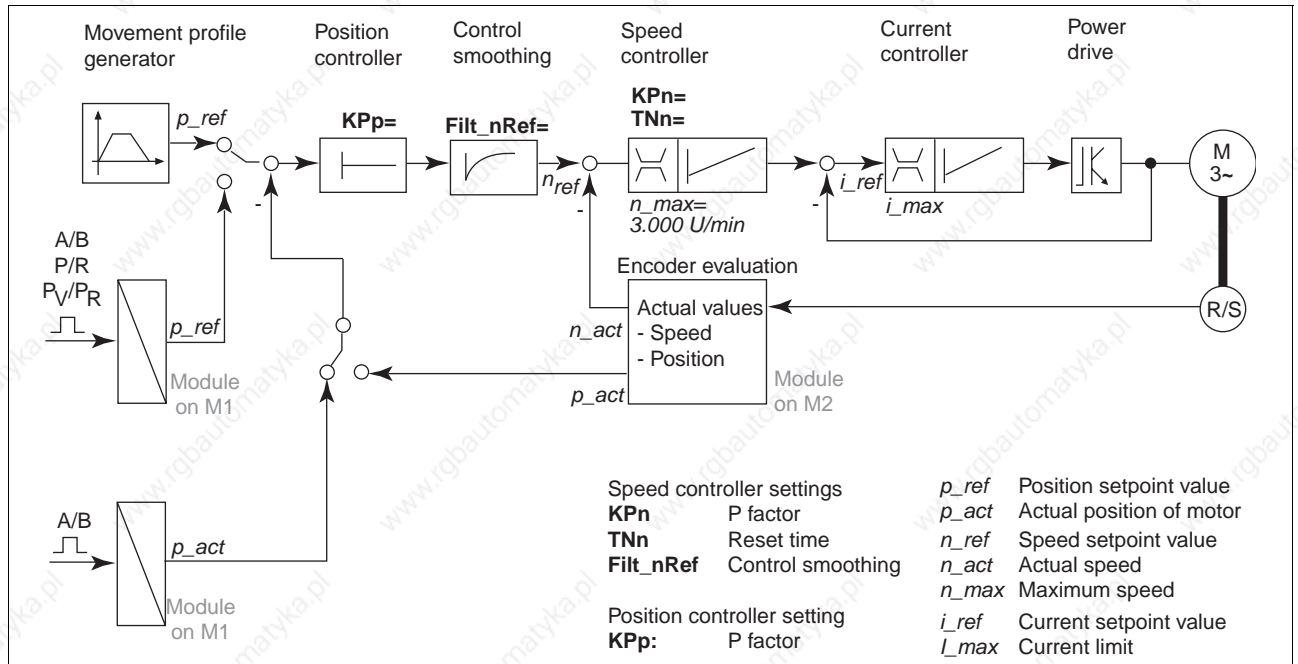 Movement profile
generator
Position
controller
Control
smoothing
Speed
controller
Current
controller
Power
drive
p_ref
KPp=
Filt_nRef=
n_ref
KPn=
TNn=
n_max=
3.000 U/min
i_ref
i_max
M
3~
-
-
-
A/B
P/R
PV/PR
p_ref
Module
on M1
Encoder evaluation
Actual values
- Speed
- Position
n_act
p_act
Module
on M2
R/S
A/B
p_act
Module
on M1
Speed controller settings
KPn P factor
TNn Reset time
Filt_nRef Control smoothing
Position controller setting
KPp: P factor
p_ref Position setpoint value
p_act Actual position of motor
n_ref Speed setpoint value
n_act Actual speed
n_max Maximum speed
i_ref Current setpoint value
I_max Current limit
www.rgbautomatyka.pl